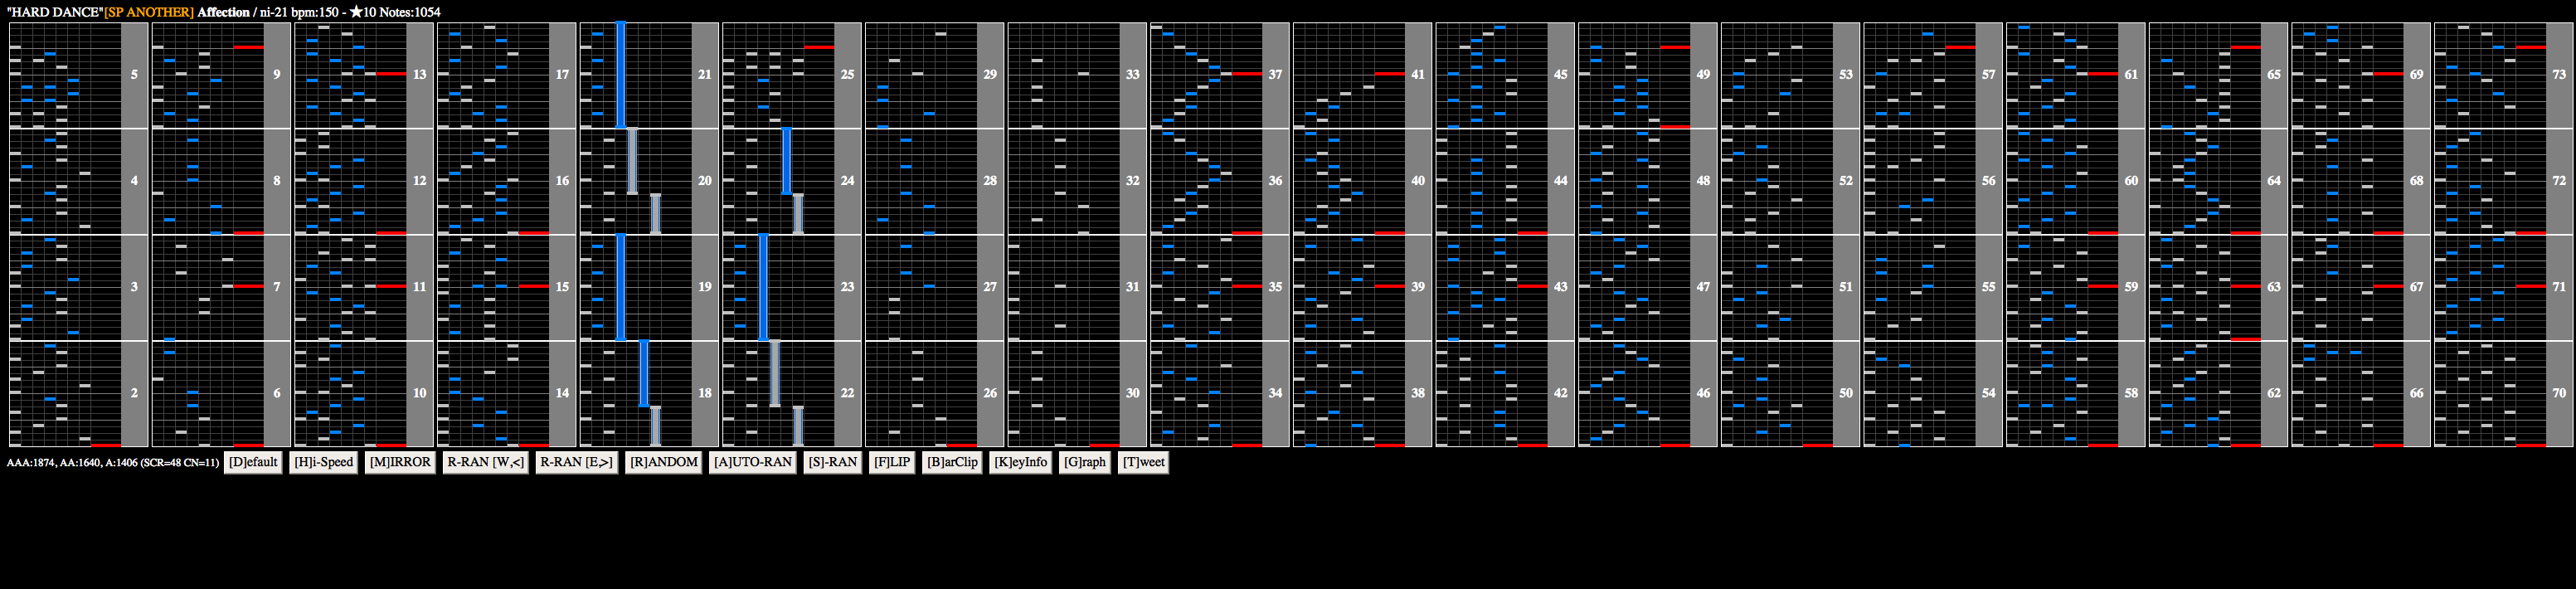 "HARD DANCE"[SP ANOTHER] Affection / ni-21 bpm:150 - ★10 Notes:1054
5 9 13 17 21 25 29 33 37 41 45 49 53 57 61 65 69 73
4 8 12 16 20 24 28 32 36 40 44 48 52 56 60 64 68 72
3 7 11 15 19 23 27 31 35 39 43 47 51 55 59 63 67 71
2 6 10 14 18 22 26 30 34 38 42 46 50 54 58 62 66 70
AAA:1874, AA:1640, A:1406 (SCR=48 CN=11) [D]efault [H]i-Speed [M]IRROR R-RAN [W,<] R-RAN [E,>] [R]ANDOM [A]UTO-RAN [S]-RAN [F]LIP [B]arClip [K]eyInfo [G]raph [T]weet